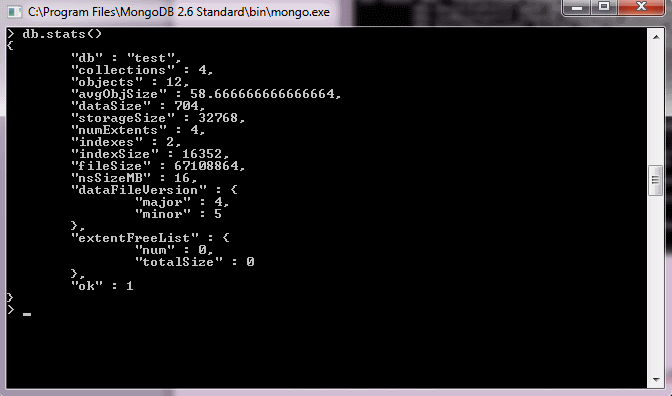 C:\Program Files\MongoDB 2.6 Standard\bin\mongo.exe
> db.stats()
{
        "db" : "test",
        "collections" : 4,
        "objects" : 12,
        "avgObjSize" : 58.666666666666664,
        "dataSize" : 704,
        "storageSize" : 32768,
        "numExtents" : 4,
        "indexes" : 2,
        "indexSize" : 16352,
        "fileSize" : 67108864,
        "nsSizeMB" : 16,
        "dataFileVersion" : {
                "major" : 4,
                "minor" : 5
        },
        "extentFreeList" : {
                "num" : 0,
                "totalSize" : 0
        },
        "ok" : 1
}
> _